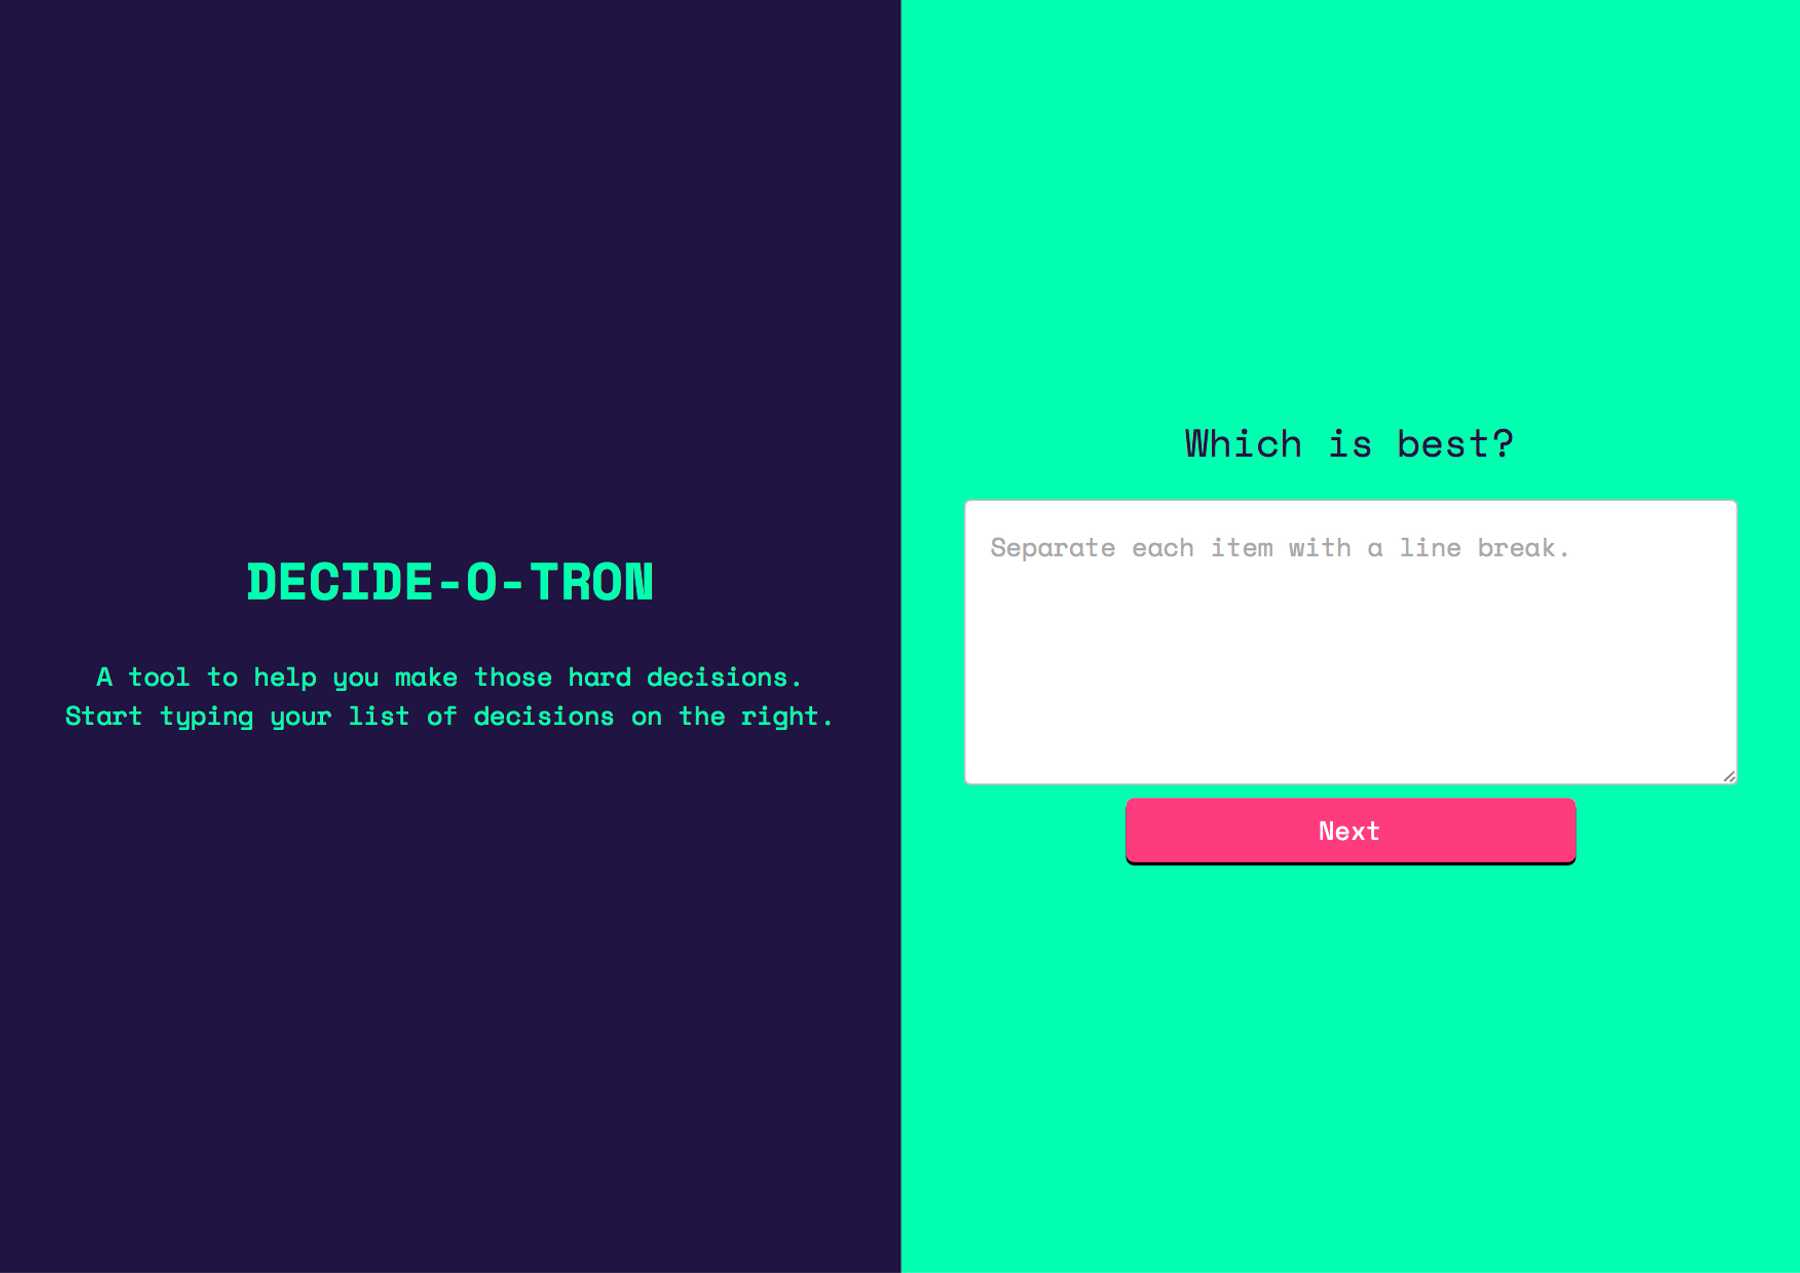 DECIDE-O-TRON
A tool to help you make those hard decisions.
Start typing your list of decisions on the right.
Which is best?
Separate each item with a line break.
Next